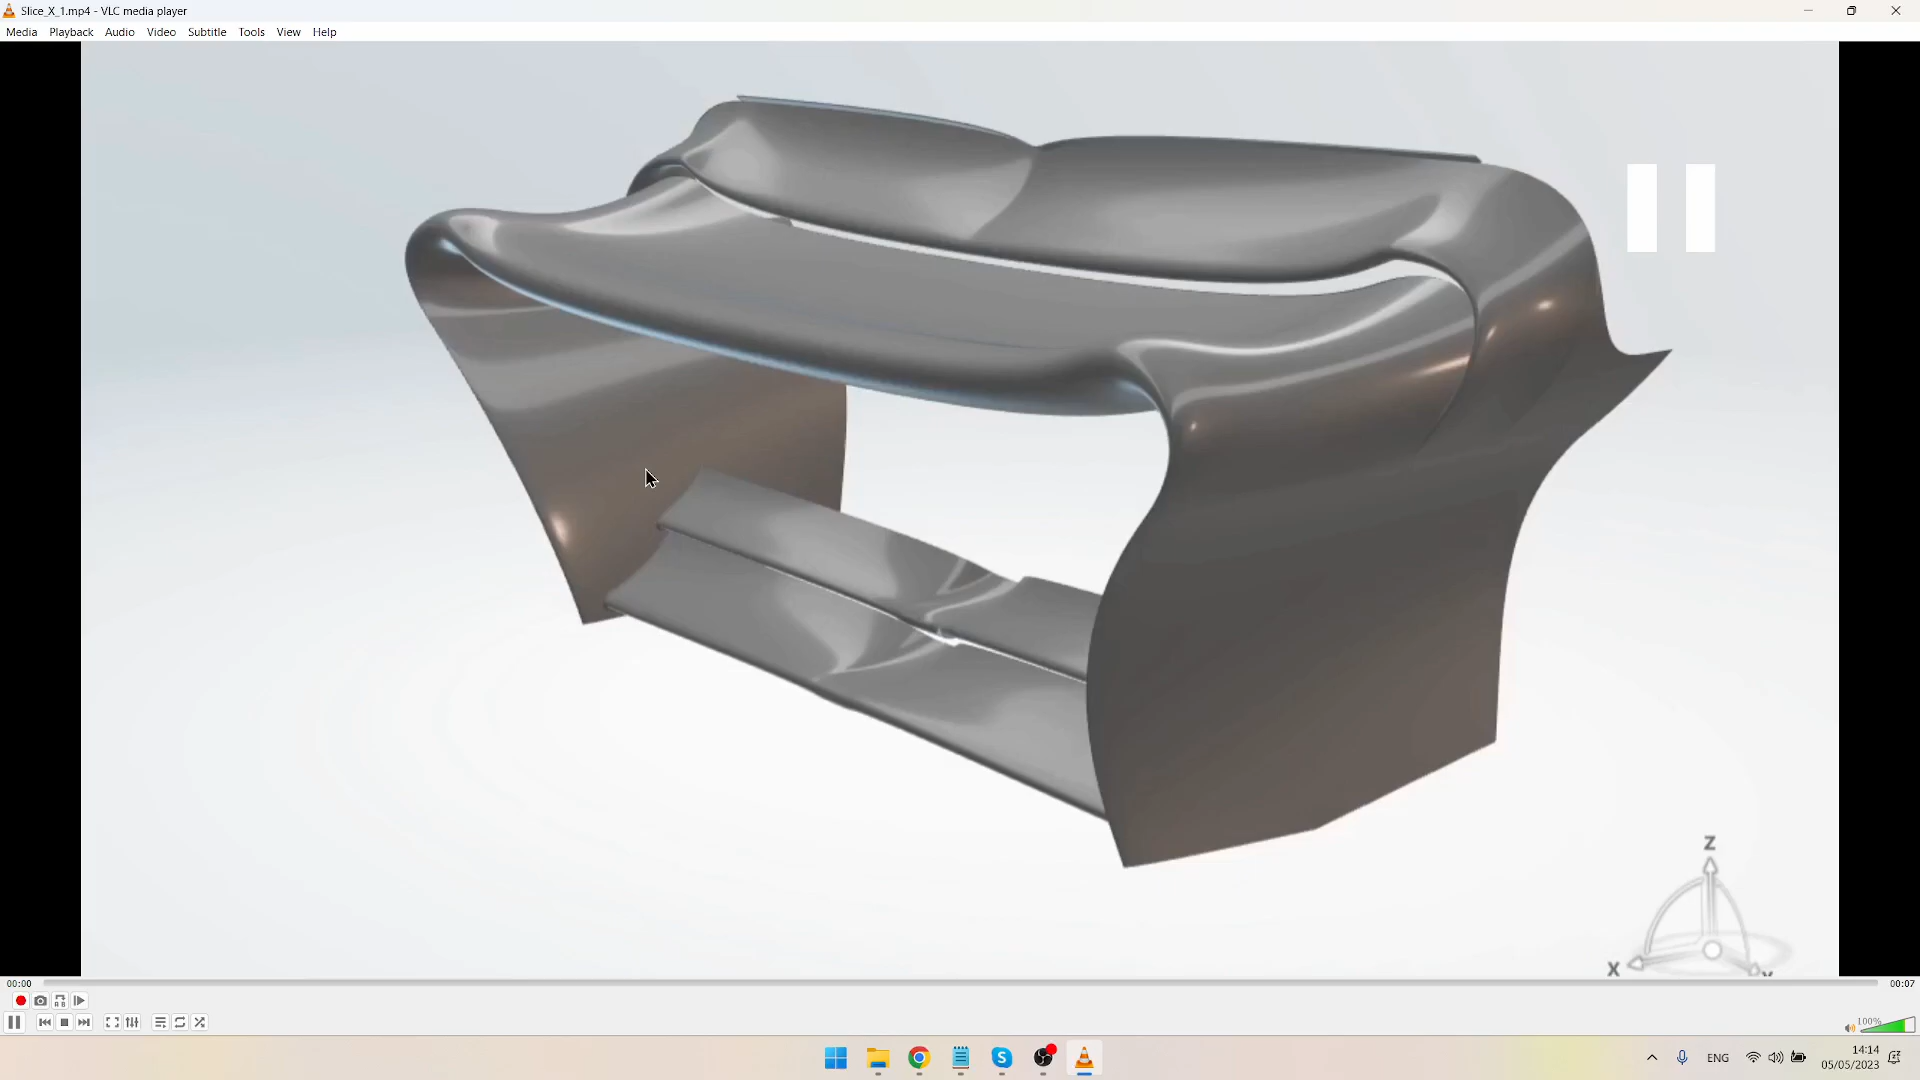 Slice_X_1.mp4 - VLC media player
Media Playback Audio Video Subtitle Tools View Help
Z
X
00:00
00:07
100%
ENG
14:14
05/05/2023